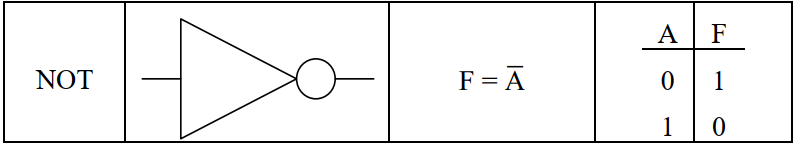 NOT
F = A̅
A F
0 1
1 0